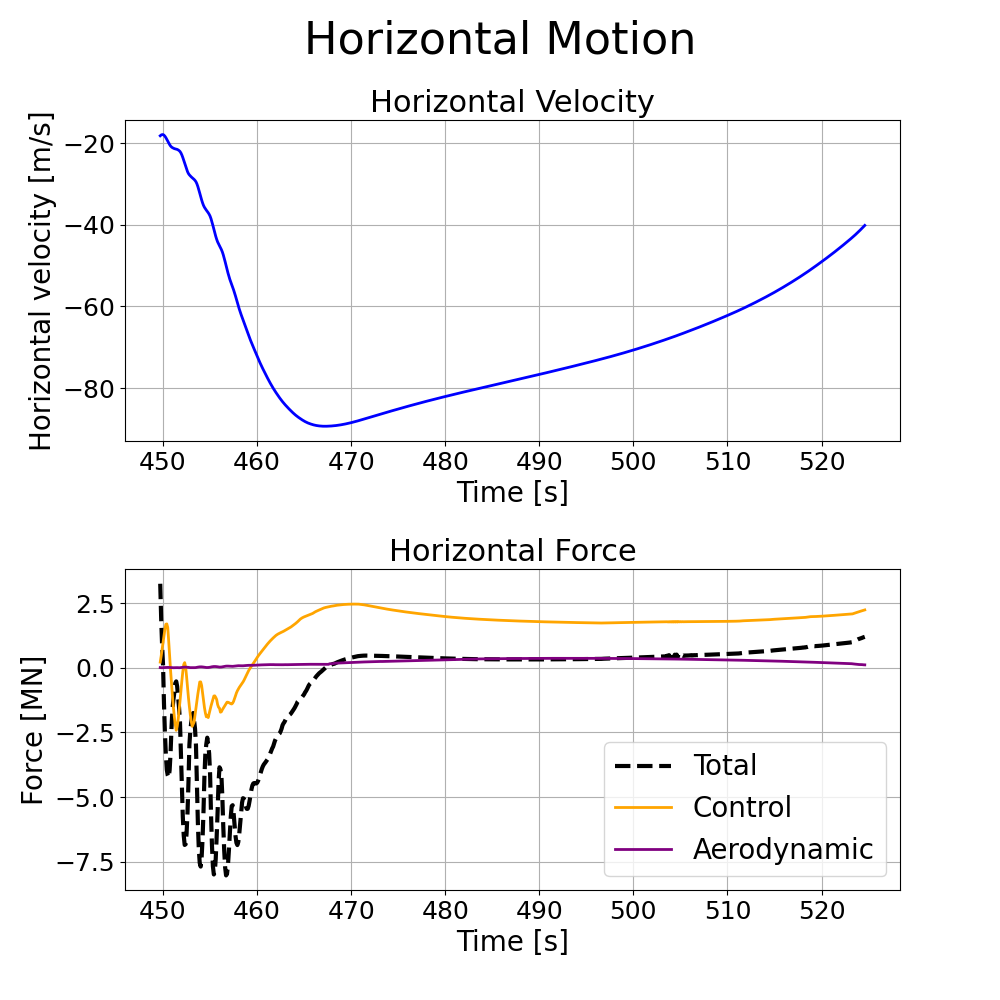 Horizontal Motion
Horizontal Velocity
Horizontal velocity [m/s]
−20
−40
−60
−80
450 460 470 480 490 500 510 520
Time [s]
Horizontal Force
Force [MN]
2.5
0.0
−2.5
−5.0
−7.5
Total
Control
Aerodynamic
450 460 470 480 490 500 510 520
Time [s]